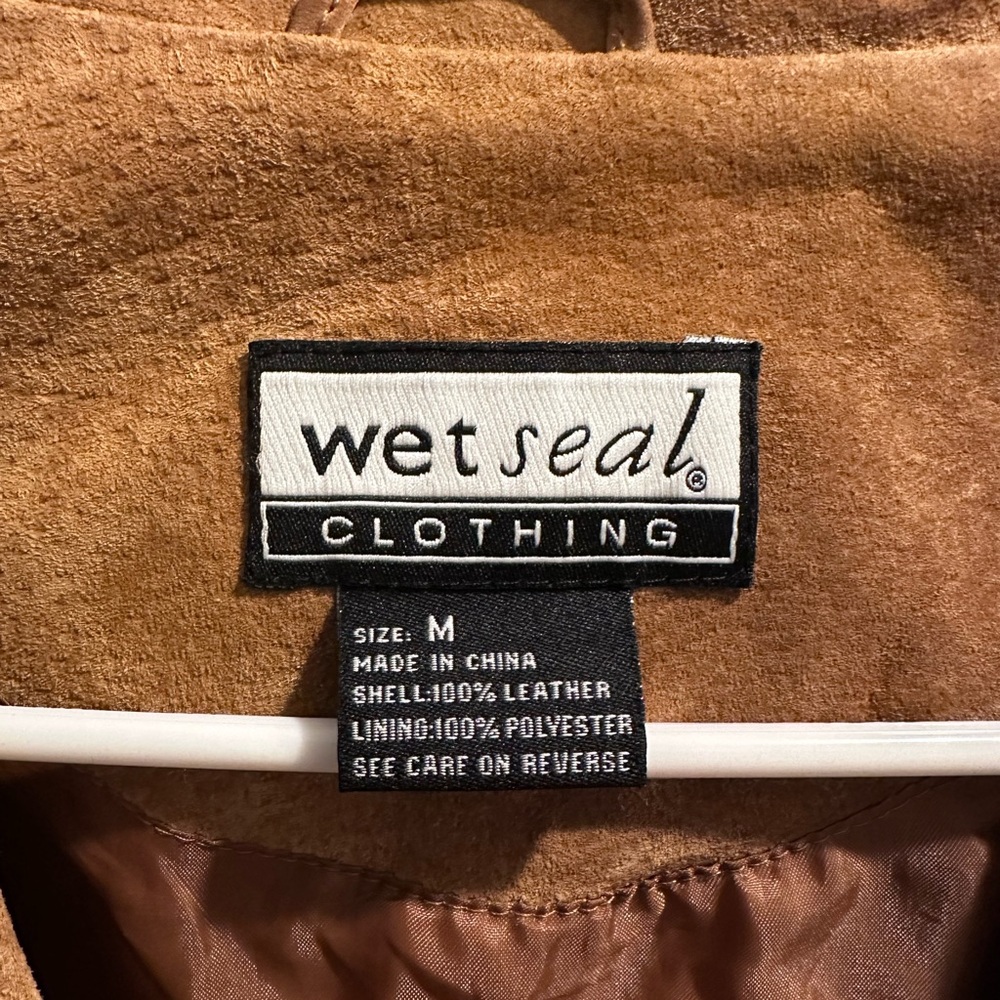 wet seal®
CLOTHING
SIZE: M
MADE IN CHINA
SHELL:100% LEATHER
LINING:100% POLYESTER
SEE CARE ON REVERSE